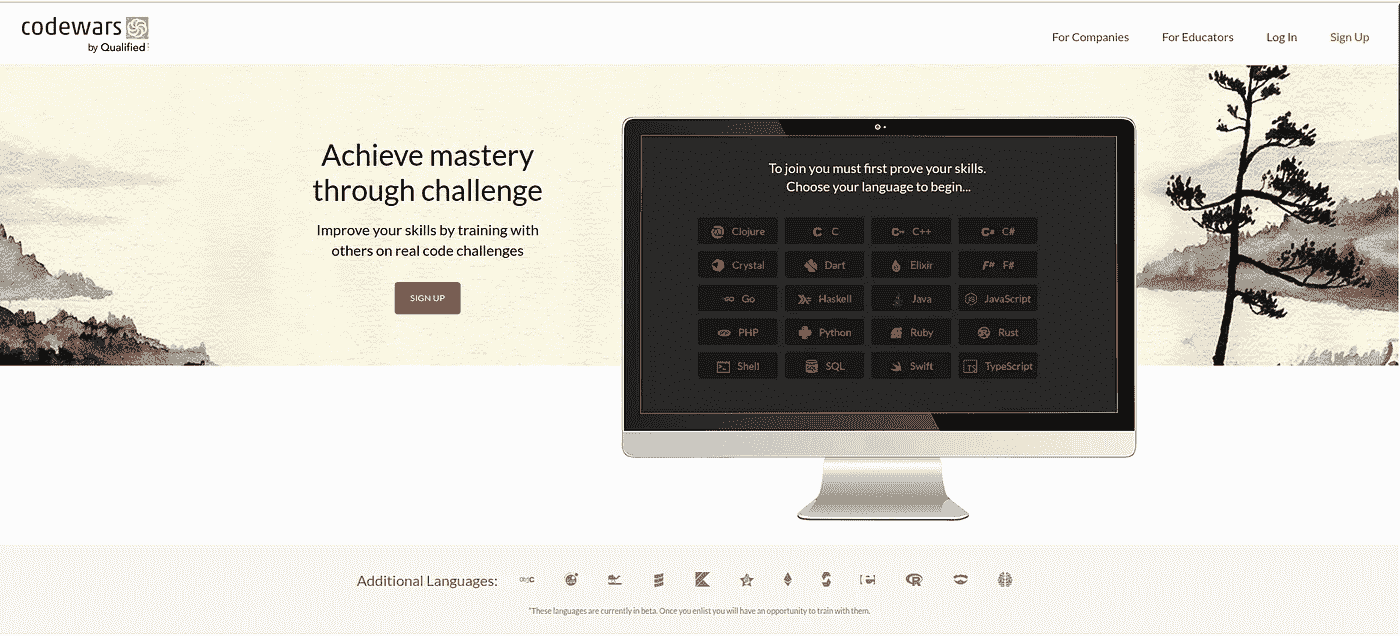 codewars
by Qualified
For Companies
For Educators
Log In
Sign Up
Achieve mastery
through challenge
Improve your skills by training with
others on real code challenges
SIGN UP
To join you must first prove your skills.
Choose your language to begin...
Clojure
C
C++
C#
Crystal
Dart
Elixir
F#
Go
Haskell
Java
JavaScript
PHP
Python
Ruby
Rust
Shell
SQL
Swift
TypeScript
Additional Languages:
*These languages are currently in beta. Once you enlist you will have an opportunity to train with them.